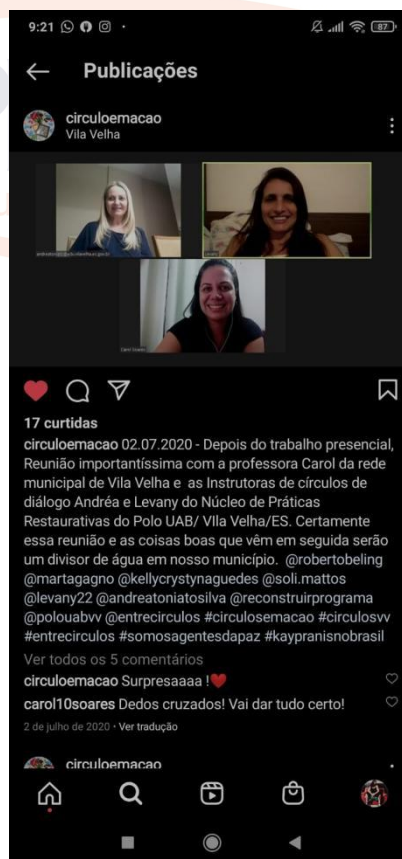 9:21
87
Publicações
circuloemacao
Vila Velha
Carol Soares
17 curtidas
circuloemacao 02.07.2020 - Depois do trabalho presencial,
Reunião importantíssima com a professora Carol da rede
municipal de Vila Velha e as Instrutoras de círculos de
diálogo Andréa e Levany do Núcleo de Práticas
Restaurativas do Polo UAB/ VIla Velha/ES. Certamente
essa reunião e as coisas boas que vêm em seguida serão
um divisor de água em nosso município. @robertobeling
@martagagno @kellycrystynaguedes @soli.mattos
@levany22 @andreatoniatosilva @reconstruirprograma
@polouabvv @entrecirculos #circulosemacao #circulosvv
#entrecirculos #somosagentesdapaz #kaypranisnobrasil
Ver todos os 5 comentários
circuloemacao Surpresaaaa !
carol10soares Dedos cruzados! Vai dar tudo certo!
2 de julho de 2020 · Ver tradução
circuloemacao